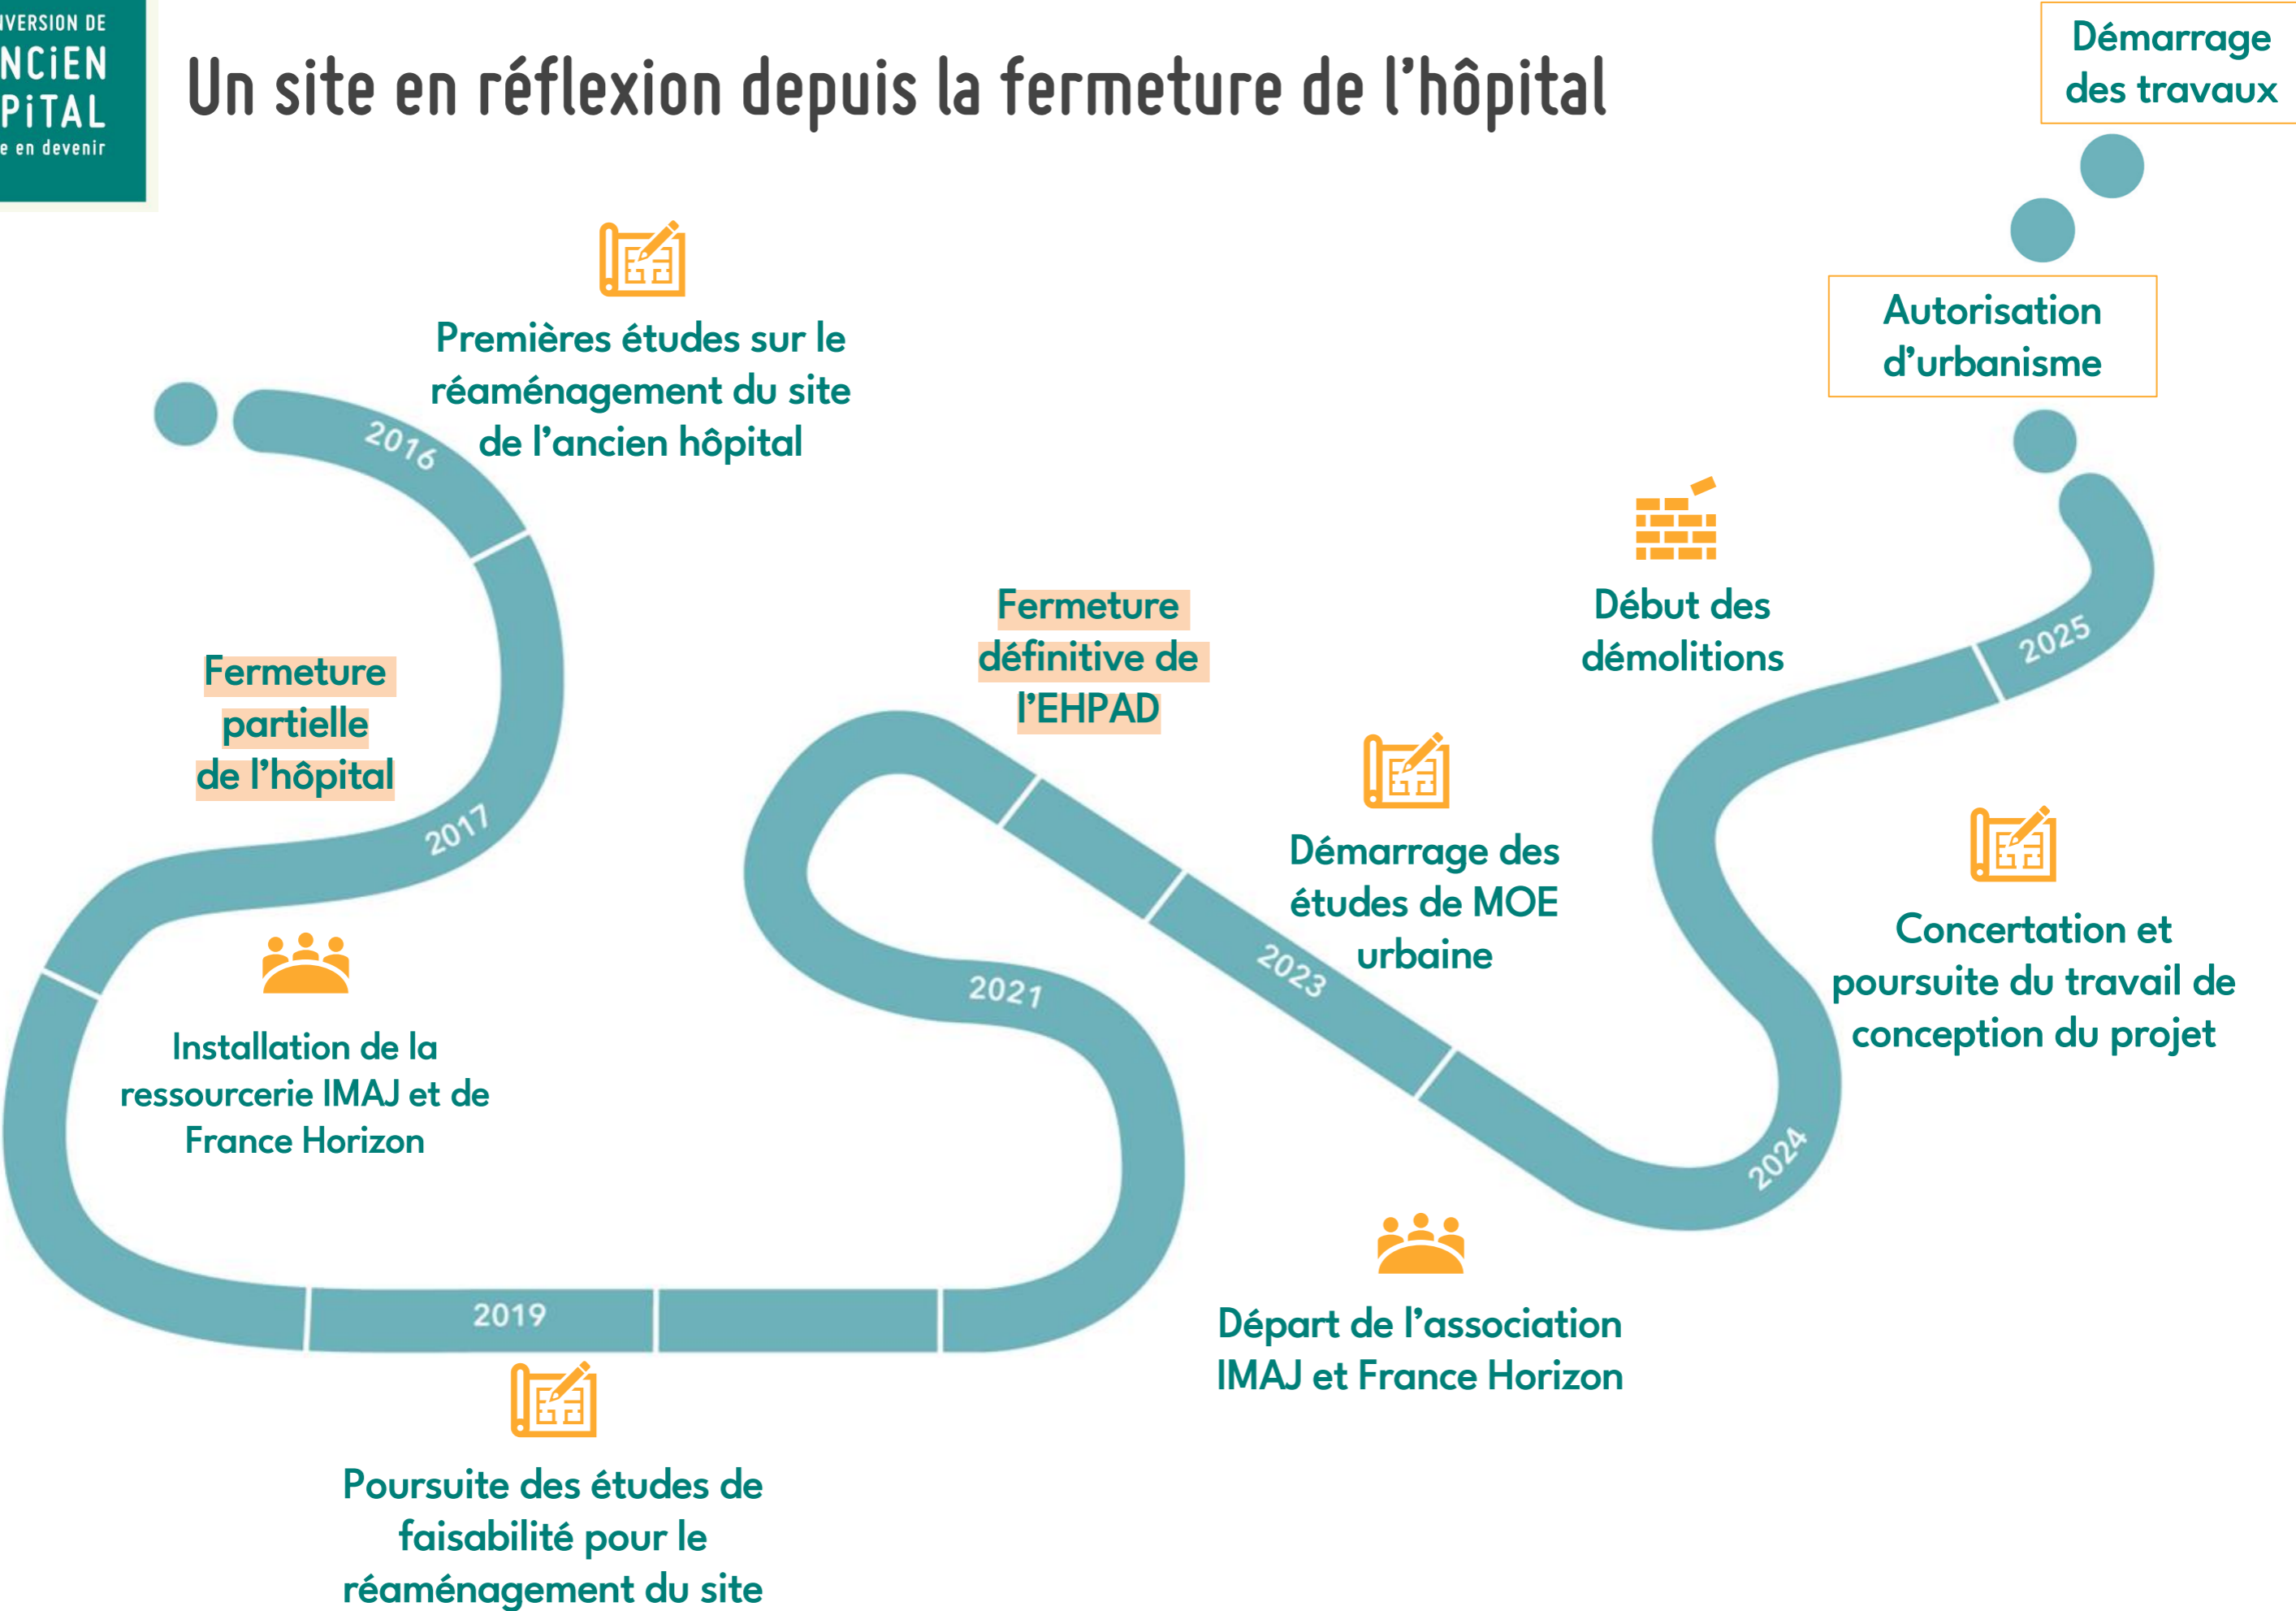 NVERSION DE
NCiEN
PiTAL
e en devenir
Un site en réflexion depuis la fermeture de l'hôpital
Démarrage
des travaux
Autorisation
d'urbanisme
Premières études sur le
réaménagement du site
de l'ancien hôpital
2016
Fermeture
partielle
de l'hôpital
2017
Installation de la
ressourcerie IMAJ et de
France Horizon
2019
Poursuite des études de
faisabilité pour le
réaménagement du site
2021
Fermeture
définitive de
l'EHPAD
2023
Démarrage des
études de MOE
urbaine
Départ de l'association
IMAJ et France Horizon
2024
Début des
démolitions
2025
Concertation et
poursuite du travail de
conception du projet